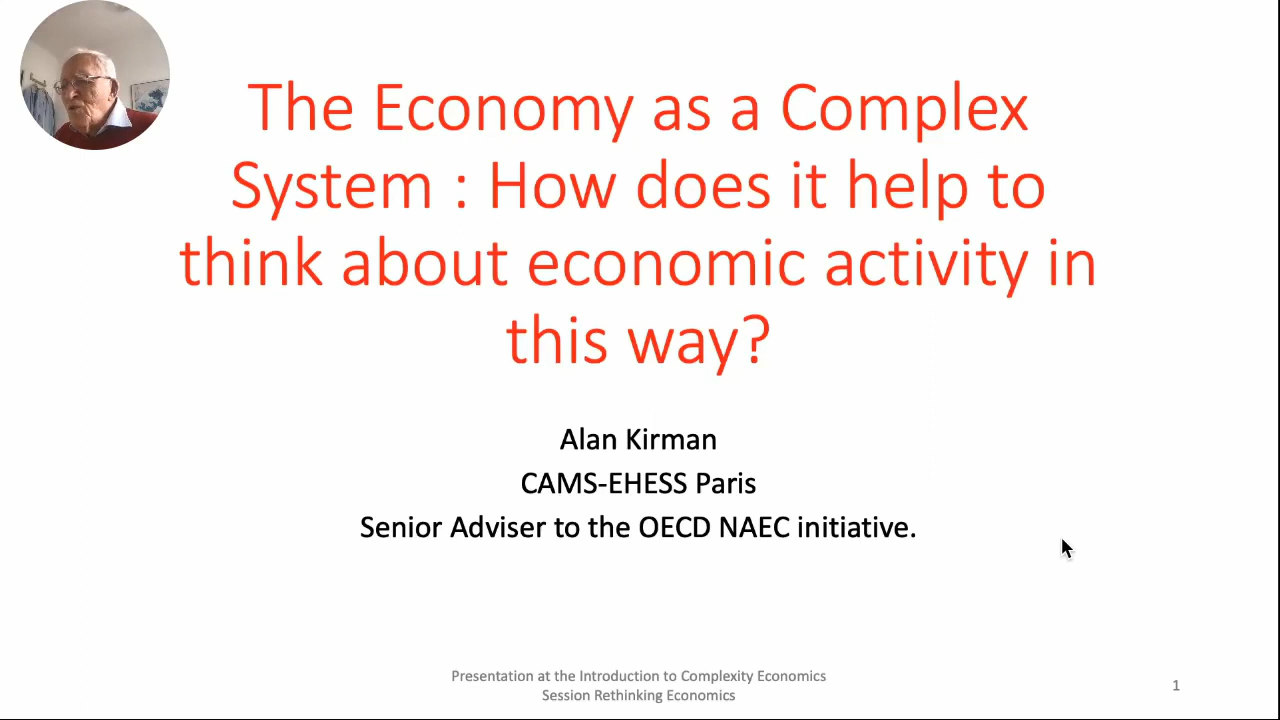 The Economy as a Complex
System : How does it help to
think about economic activity in
this way?
Alan Kirman
CAMS-EHESS Paris
Senior Adviser to the OECD NAEC initiative.
Presentation at the Introduction to Complexity Economics
Session Rethinking Economics
1